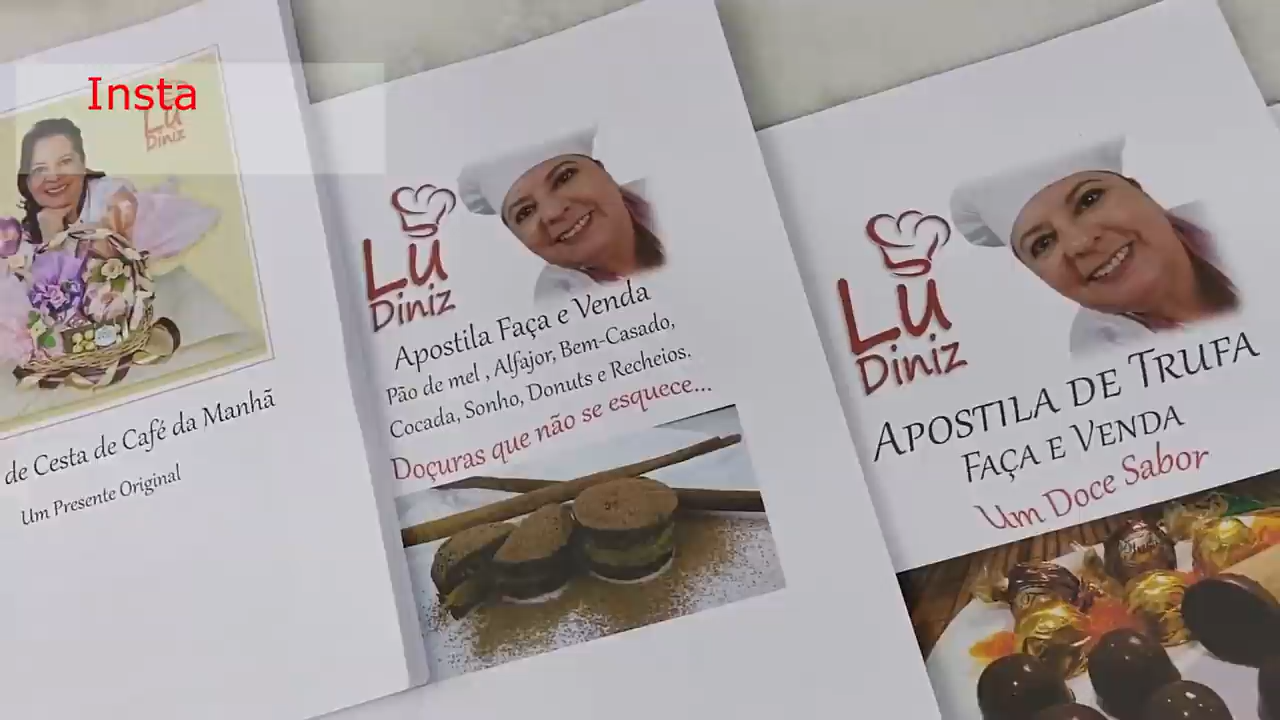 Insta
Lu
Diniz
de Cesta de Café da Manhã
Um Presente Original
Lu
Diniz
Apostila Faça e Venda
Pão de mel , Alfajor, Bem-Casado,
Cocada, Sonho, Donuts e Recheios.
Doçuras que não se esquece...
Lu
Diniz
APOSTILA DE TRUFA
FAÇA E VENDA
Um Doce Sabor